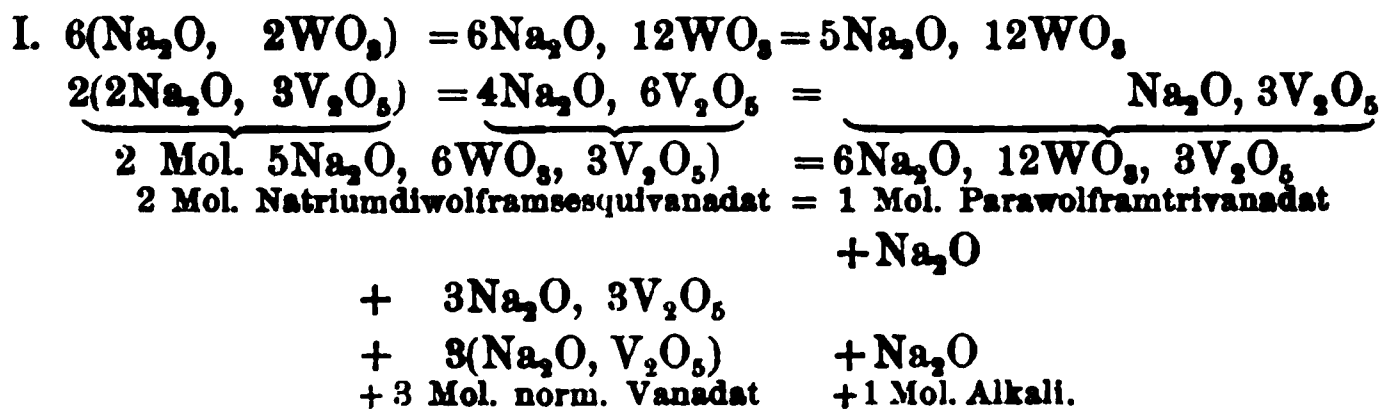 I. 6(Na₂O, 2WO₃) = 6Na₂O, 12WO₃ = 5Na₂O, 12WO₃
2(2Na₂O, 3V₂O₅) = 4Na₂O, 6V₂O₅ = Na₂O, 3V₂O₅
2 Mol. 5Na₂O, 6WO₃, 3V₂O₅) = 6Na₂O, 12WO₃, 3V₂O₅
2 Mol. Natriumdiwolframsesquivanadat = 1 Mol. Parawolframtrivanadat
+ Na₂O
+ 3Na₂O, 3V₂O₅
+ 3(Na₂O, V₂O₅) + Na₂O
+ 3 Mol. norm. Vanadat + 1 Mol. Alkali.